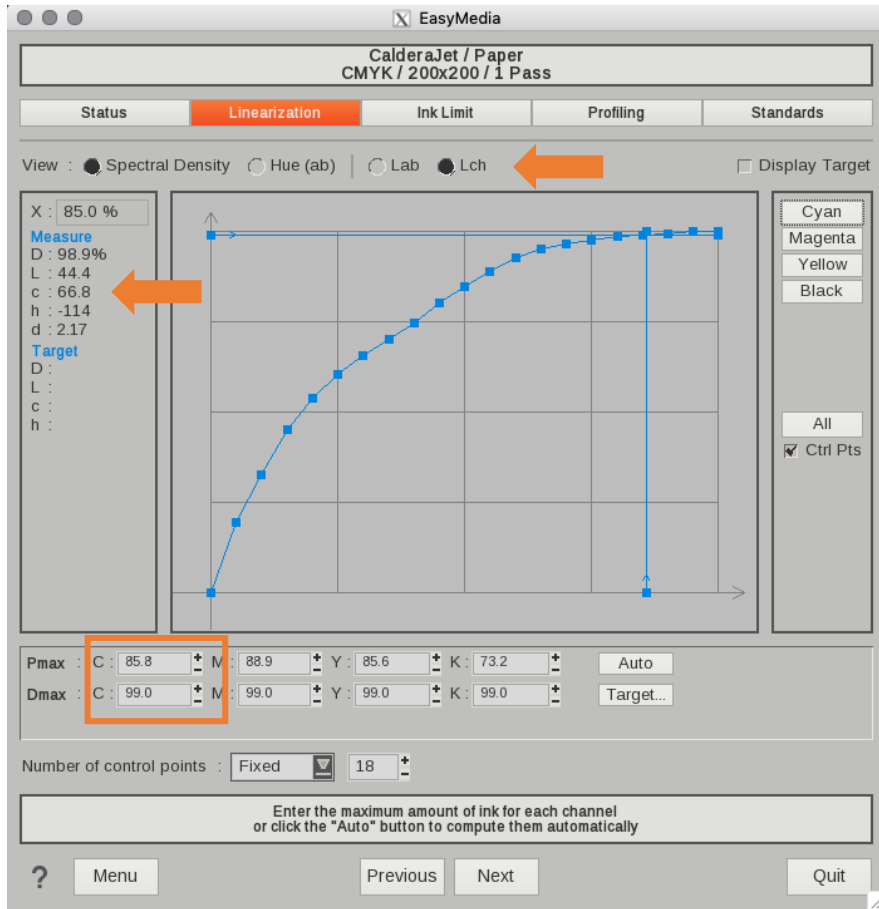 EasyMedia
CalderaJet / Paper
CMYK / 200x200 / 1 Pass
Status Linearization Ink Limit Profiling Standards
View : Spectral Density Hue (ab) Lab Lch Display Target
X : 85.0 %
Measure
D : 98.9%
L : 44.4
c : 66.8
h : -114
d : 2.17
Target
D :
L :
c :
h :
Cyan
Magenta
Yellow
Black
All
Ctrl Pts
Pmax : C : 85.8 M : 88.9 Y : 85.6 K : 73.2 Auto
Dmax : C : 99.0 M : 99.0 Y : 99.0 K : 99.0 Target...
Number of control points : Fixed 18
Enter the maximum amount of ink for each channel
or click the "Auto" button to compute them automatically
? Menu Previous Next Quit